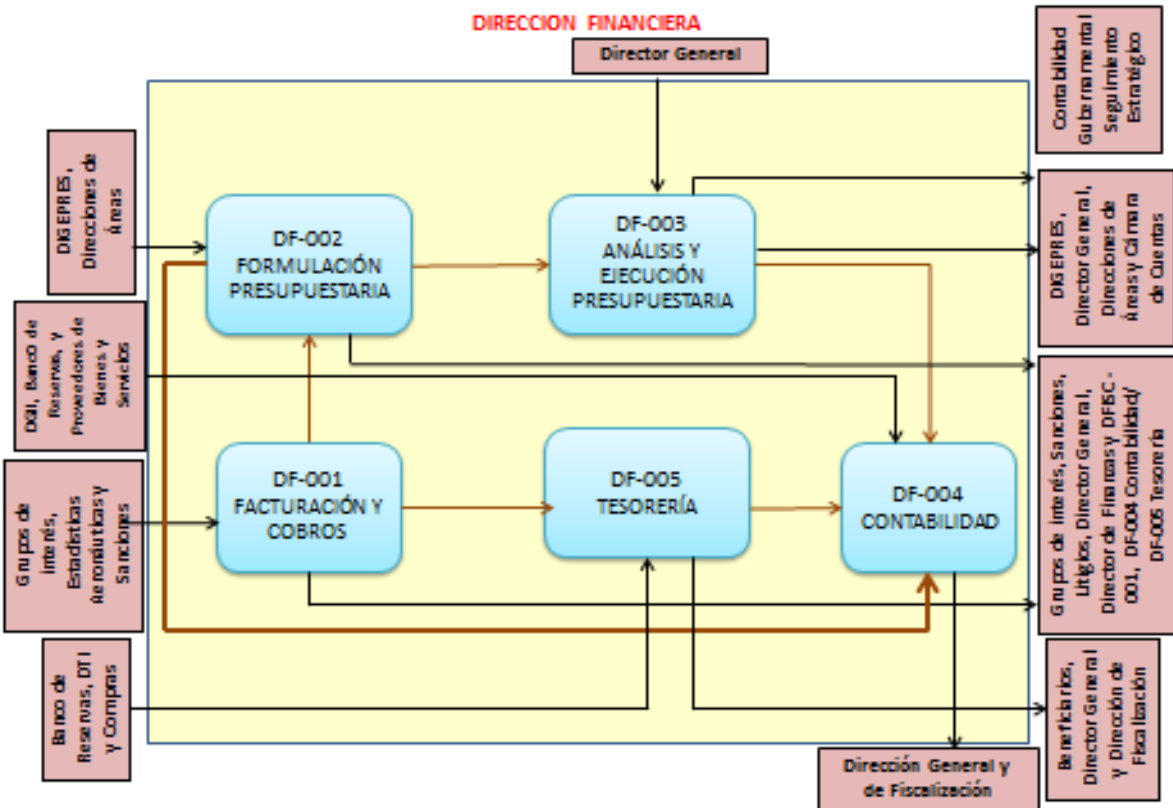 DIRECCION FINANCIERA
Director General
Contabilidad
Gubernamental
Seguimiento
Estratégico
DIGEPRES,
Direcciones de
Áreas
DF-002
FORMULACIÓN
PRESUPUESTARIA
DF-003
ANÁLISIS Y
EJECUCIÓN
PRESUPUESTARIA
DIGEPRES,
Director General,
Direcciones de
Áreas y Cámara
de Cuentas
DGII, Banco de
Reservas, y
Proveedores de
Bienes y
Servicios
Grupos de
interés,
Estadísticas
Aeronáuticas y
Sanciones
DF-001
FACTURACIÓN Y
COBROS
DF-005
TESORERÍA
DF-004
CONTABILIDAD
Grupos de interés, Sanciones,
Litigios, Director General,
Director de Finanzas y DFISC-
001, DF-004 Contabilidad/
DF-005 Tesorería
Banco de
Reservas, DTI
y Compras
Beneficiarios,
Director General
y Dirección de
Fiscalización
Dirección General y
de Fiscalización